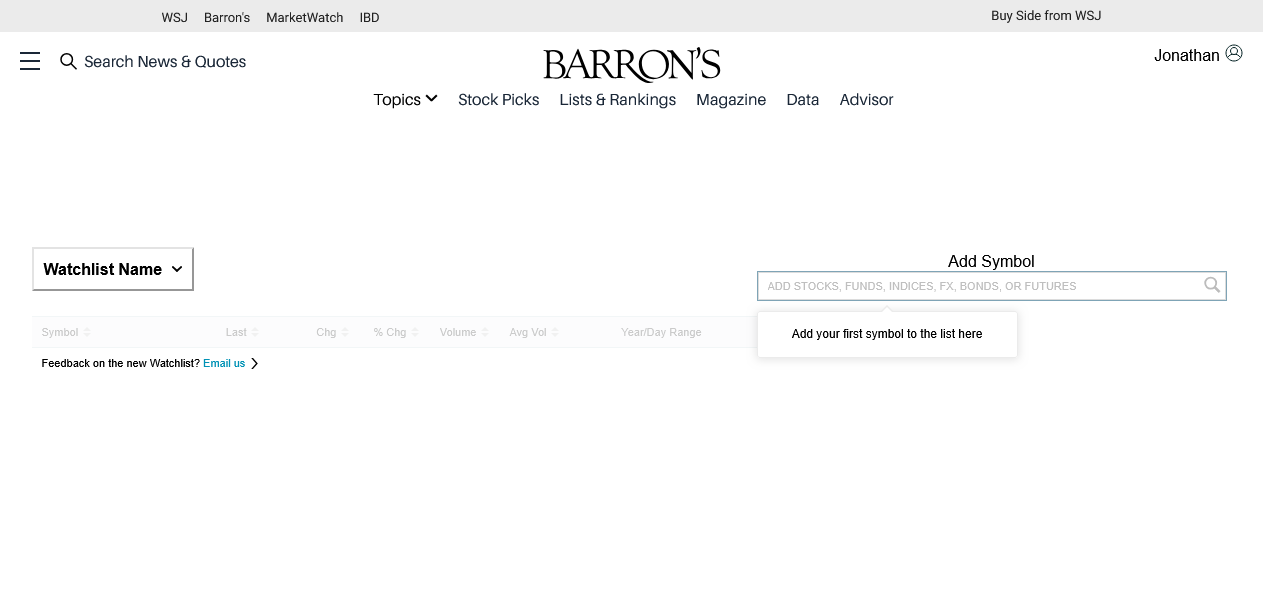 WSJ Barron's MarketWatch IBD Buy Side from WSJ
Search News & Quotes
BARRON'S
Jonathan
Topics Stock Picks Lists & Rankings Magazine Data Advisor
Watchlist Name
Add Symbol
ADD STOCKS, FUNDS, INDICES, FX, BONDS, OR FUTURES
Symbol Last Chg % Chg Volume Avg Vol Year/Day Range
Add your first symbol to the list here
Feedback on the new Watchlist? Email us